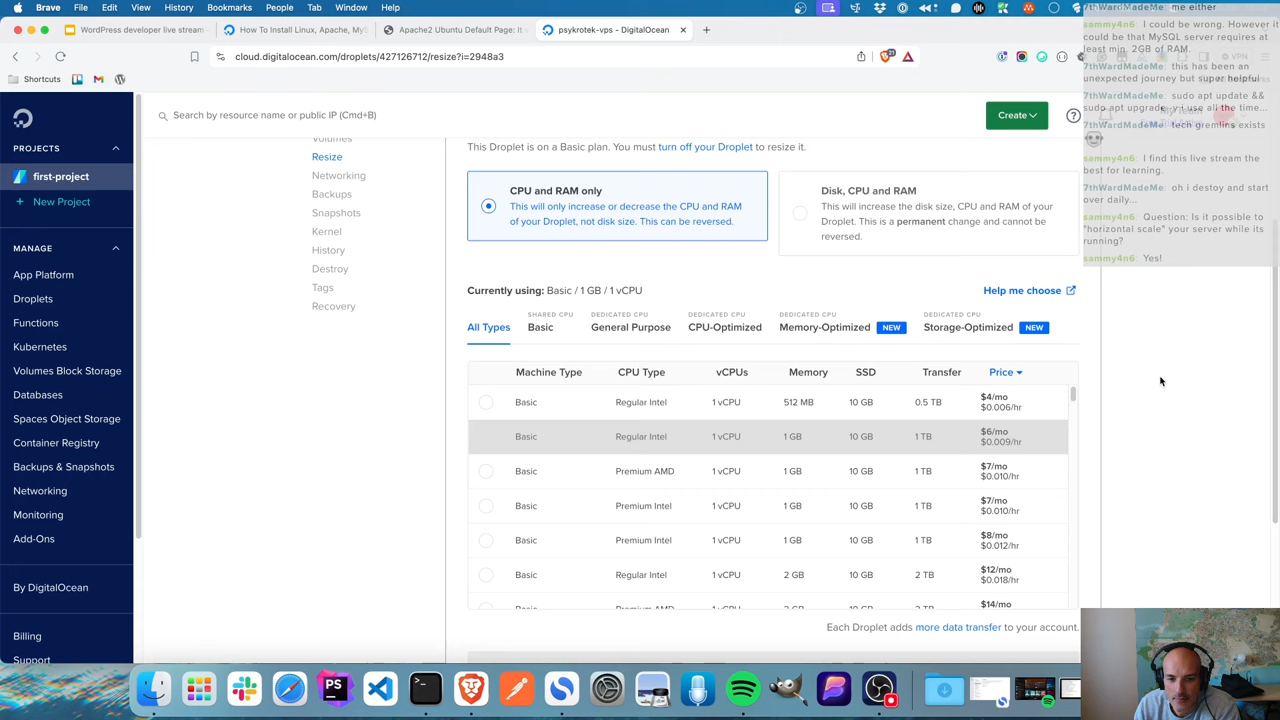 Brave File Edit View History Bookmarks Profiles Tab Window Help
WordPress developer live stream
How To Install Linux, Apache, My
Apache2 Ubuntu Default Page: It
psykrotek-vps - DigitalOcean
cloud.digitalocean.com/droplets/427126712/resize?i=2948a3
VPN
Shortcuts
Search by resource name or public IP (Cmd+B)
Create
PROJECTS
first-project
New Project
MANAGE
App Platform
Droplets
Functions
Kubernetes
Volumes Block Storage
Databases
Spaces Object Storage
Container Registry
Backups & Snapshots
Networking
Monitoring
Add-Ons
By DigitalOcean
Billing
Support
Volumes
Resize
Networking
Backups
Snapshots
Kernel
History
Destroy
Tags
Recovery
This Droplet is on a Basic plan. You must turn off your Droplet to resize it.
CPU and RAM only
This will only increase or decrease the CPU and RAM
of your Droplet, not disk size. This can be reversed.
Disk, CPU and RAM
This will increase the disk size, CPU and RAM of your
Droplet. This is a permanent change and cannot be
reversed.
Currently using: Basic / 1 GB / 1 vCPU
Help me choose
All Types
SHARED CPU
Basic
DEDICATED CPU
General Purpose
DEDICATED CPU
CPU-Optimized
DEDICATED CPU
Memory-Optimized NEW
DEDICATED CPU
Storage-Optimized NEW
Machine Type CPU Type vCPUs Memory SSD Transfer Price
Basic Regular Intel 1 vCPU 512 MB 10 GB 0.5 TB $4/mo
$0.006/hr
Basic Regular Intel 1 vCPU 1 GB 10 GB 1 TB $6/mo
$0.009/hr
Basic Premium AMD 1 vCPU 1 GB 10 GB 1 TB $7/mo
$0.010/hr
Basic Premium Intel 1 vCPU 1 GB 10 GB 1 TB $7/mo
$0.010/hr
Basic Premium Intel 1 vCPU 1 GB 10 GB 1 TB $8/mo
$0.012/hr
Basic Regular Intel 1 vCPU 2 GB 10 GB 2 TB $12/mo
$0.018/hr
$14/mo
Each Droplet adds more data transfer to your account.
7thWardMadeMe: me either
sammy4n6: I could be wrong. However it
could be that MySQL server requires at
least min. 2GB of RAM.
7thWardMadeMe: this has been an
unexpected journey but super helpful
7thWardMadeMe: sudo apt update &&
sudo apt upgrade -y i use all the time...
My Team
7thWardMadeMe: tech gremlins exists
sammy4n6: I find this live stream the
best for learning.
7thWardMadeMe: oh i destoy and start
over daily...
sammy4n6: Question: Is it possible to
"horizontal scale" your server while its
running?
sammy4n6: Yes!
PS